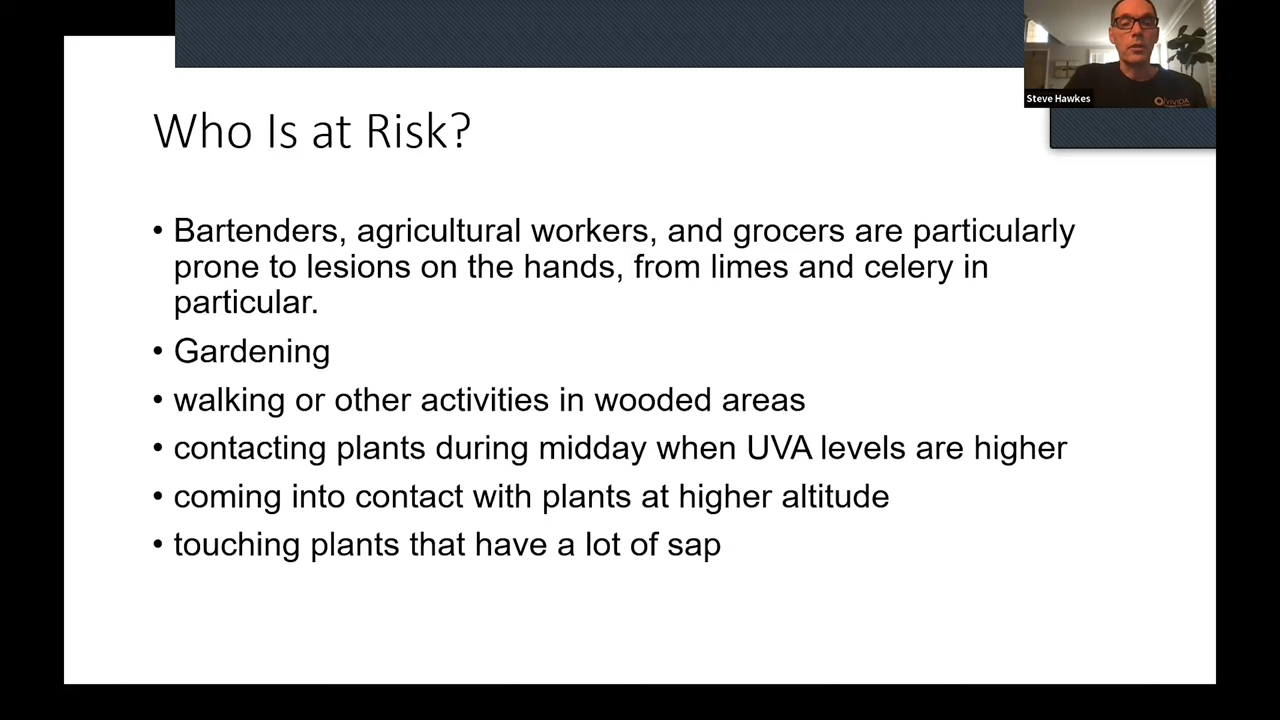 Steve Hawkes
VIVIDA
Who Is at Risk?
• Bartenders, agricultural workers, and grocers are particularly
prone to lesions on the hands, from limes and celery in
particular.
• Gardening
• walking or other activities in wooded areas
• contacting plants during midday when UVA levels are higher
• coming into contact with plants at higher altitude
• touching plants that have a lot of sap